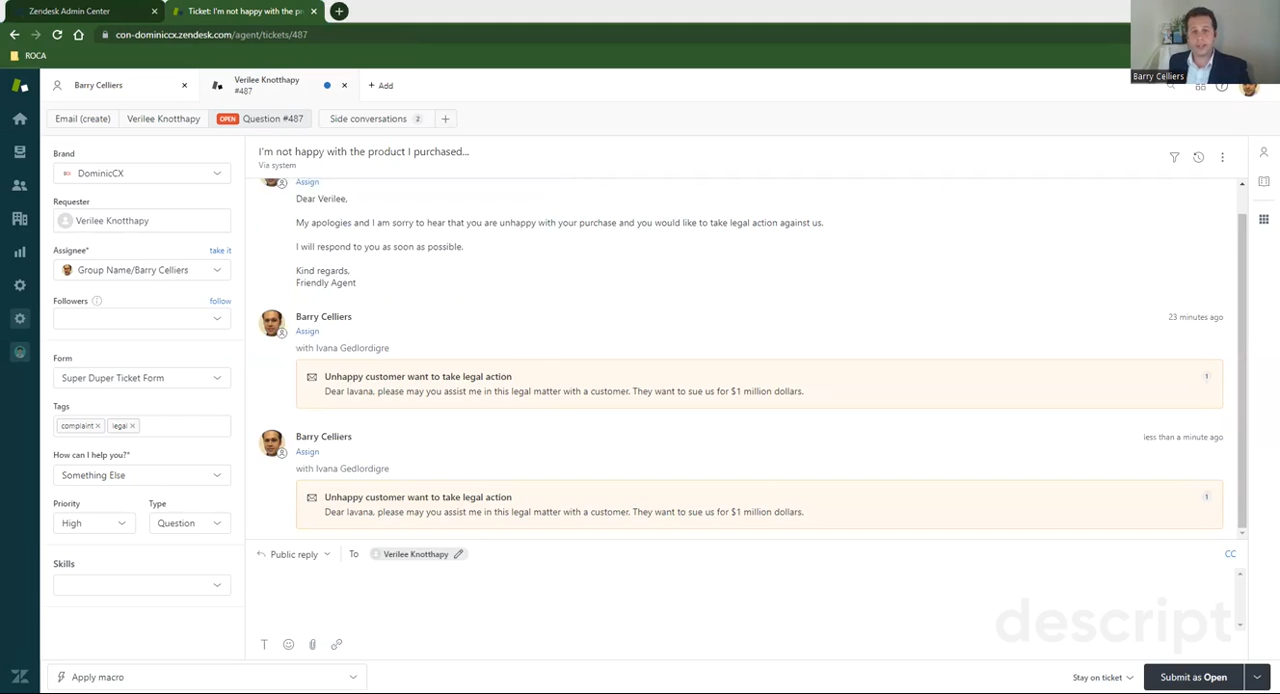 Zendesk Admin Center
Ticket: I'm not happy with the pr
con-dominiccx.zendesk.com/agent/tickets/487
ROCA
Barry Celliers
Barry Celliers
Verilee Knotthapy
#487
+ Add
Email (create)
Verilee Knotthapy
OPEN Question #487
Side conversations 2
Brand
DominicCX
Requester
Verilee Knotthapy
Assignee*
take it
Group Name/Barry Celliers
Followers
follow
Form
Super Duper Ticket Form
Tags
complaint
legal
How can I help you?*
Something Else
Priority
Type
High
Question
Skills
I'm not happy with the product I purchased...
Via system
Assign
Dear Verilee,
My apologies and I am sorry to hear that you are unhappy with your purchase and you would like to take legal action against us.
I will respond to you as soon as possible.
Kind regards,
Friendly Agent
Barry Celliers
23 minutes ago
Assign
with Ivana Gedlordigre
Unhappy customer want to take legal action
1
Dear Iavana, please may you assist me in this legal matter with a customer. They want to sue us for $1 million dollars.
Barry Celliers
less than a minute ago
Assign
with Ivana Gedlordigre
Unhappy customer want to take legal action
1
Dear Iavana, please may you assist me in this legal matter with a customer. They want to sue us for $1 million dollars.
Public reply
To
Verilee Knotthapy
CC
descript
Apply macro
Stay on ticket
Submit as Open